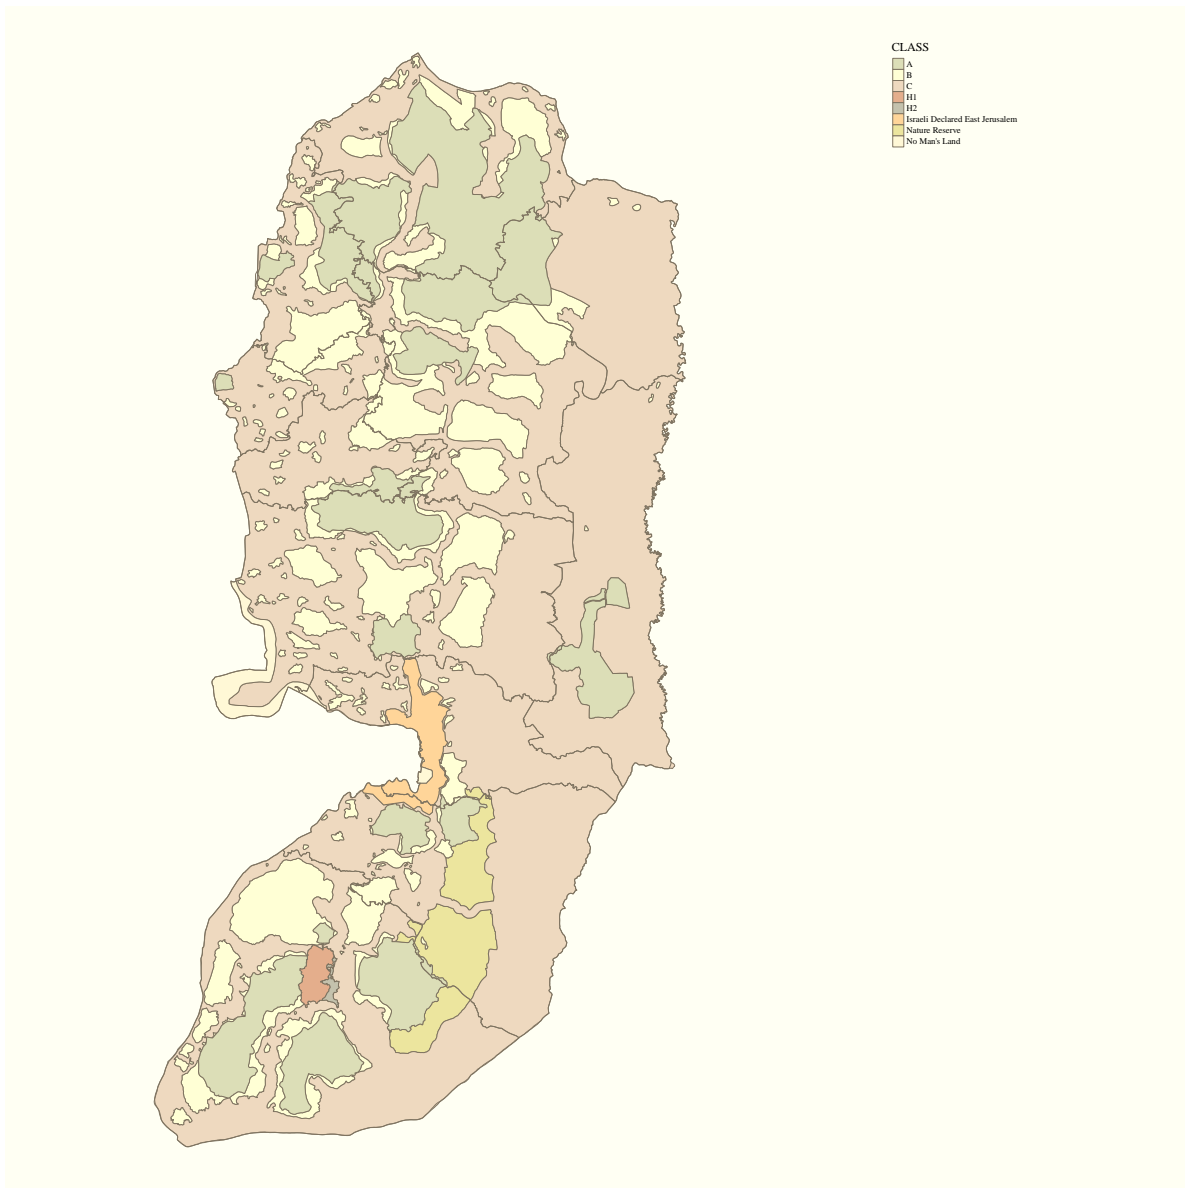 CLASS
A
B
C
H1
H2
Israeli Declared East Jerusalem
Nature Reserve
No Man's Land